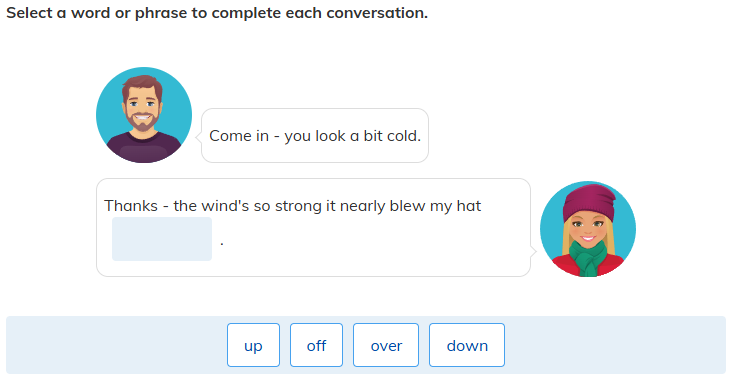 Select a word or phrase to complete each conversation.
Come in - you look a bit cold.
Thanks - the wind's so strong it nearly blew my hat
.
up off over down